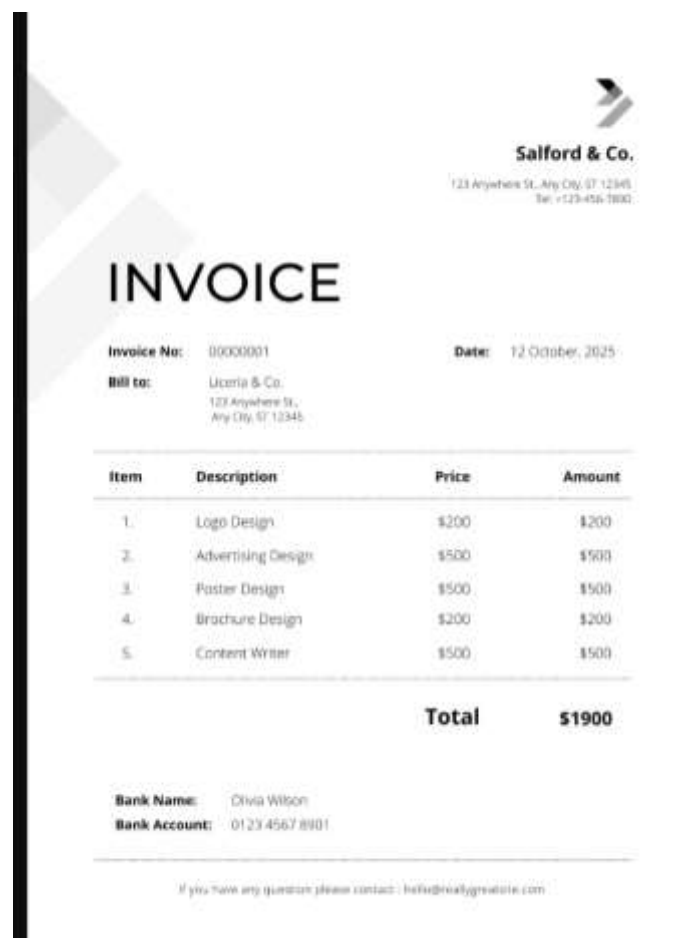 Salford & Co.
123 Anywhere St., Any City, ST 12345
Tel: +123-456-7890
INVOICE
Invoice No: 00000001 Date: 12 October, 2025
Bill to: Liceria & Co.
123 Anywhere St.,
Any City, ST 12345
Item Description Price Amount
1. Logo Design $200 $200
2. Advertising Design $500 $500
3. Poster Design $500 $500
4. Brochure Design $200 $200
5. Content Writer $500 $500
Total $1900
Bank Name: Olivia Wilson
Bank Account: 0123 4567 8901
If you have any question please contact : hello@reallygreatsite.com